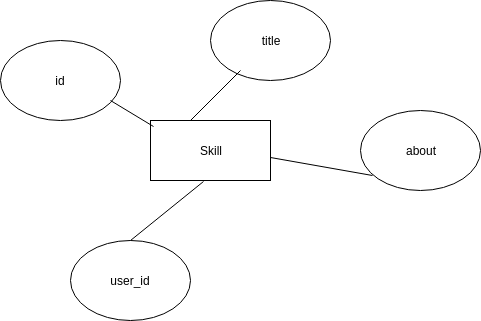 title
id
Skill
about
user_id